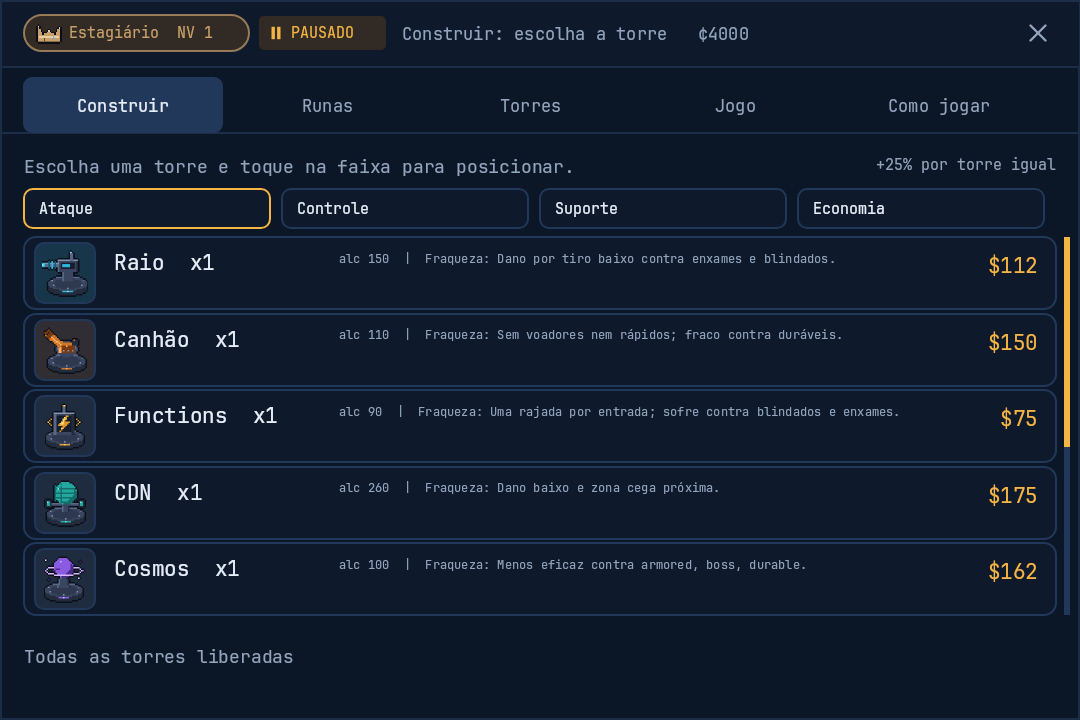 Estagiário NV 1 PAUSADO Construir: escolha a torre ₵4000
Construir Runas Torres Jogo Como jogar
Escolha uma torre e toque na faixa para posicionar. +25% por torre igual
Ataque Controle Suporte Economia
Raio x1 alc 150 | Fraqueza: Dano por tiro baixo contra enxames e blindados. $112
Canhão x1 alc 110 | Fraqueza: Sem voadores nem rápidos; fraco contra duráveis. $150
Functions x1 alc 90 | Fraqueza: Uma rajada por entrada; sofre contra blindados e enxames. $75
CDN x1 alc 260 | Fraqueza: Dano baixo e zona cega próxima. $175
Cosmos x1 alc 100 | Fraqueza: Menos eficaz contra armored, boss, durable. $162
Todas as torres liberadas